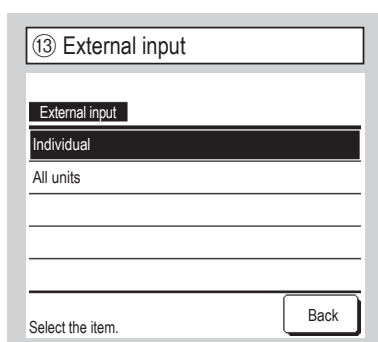 ⑬ External input
External input
Individual
All units
Select the item.
Back